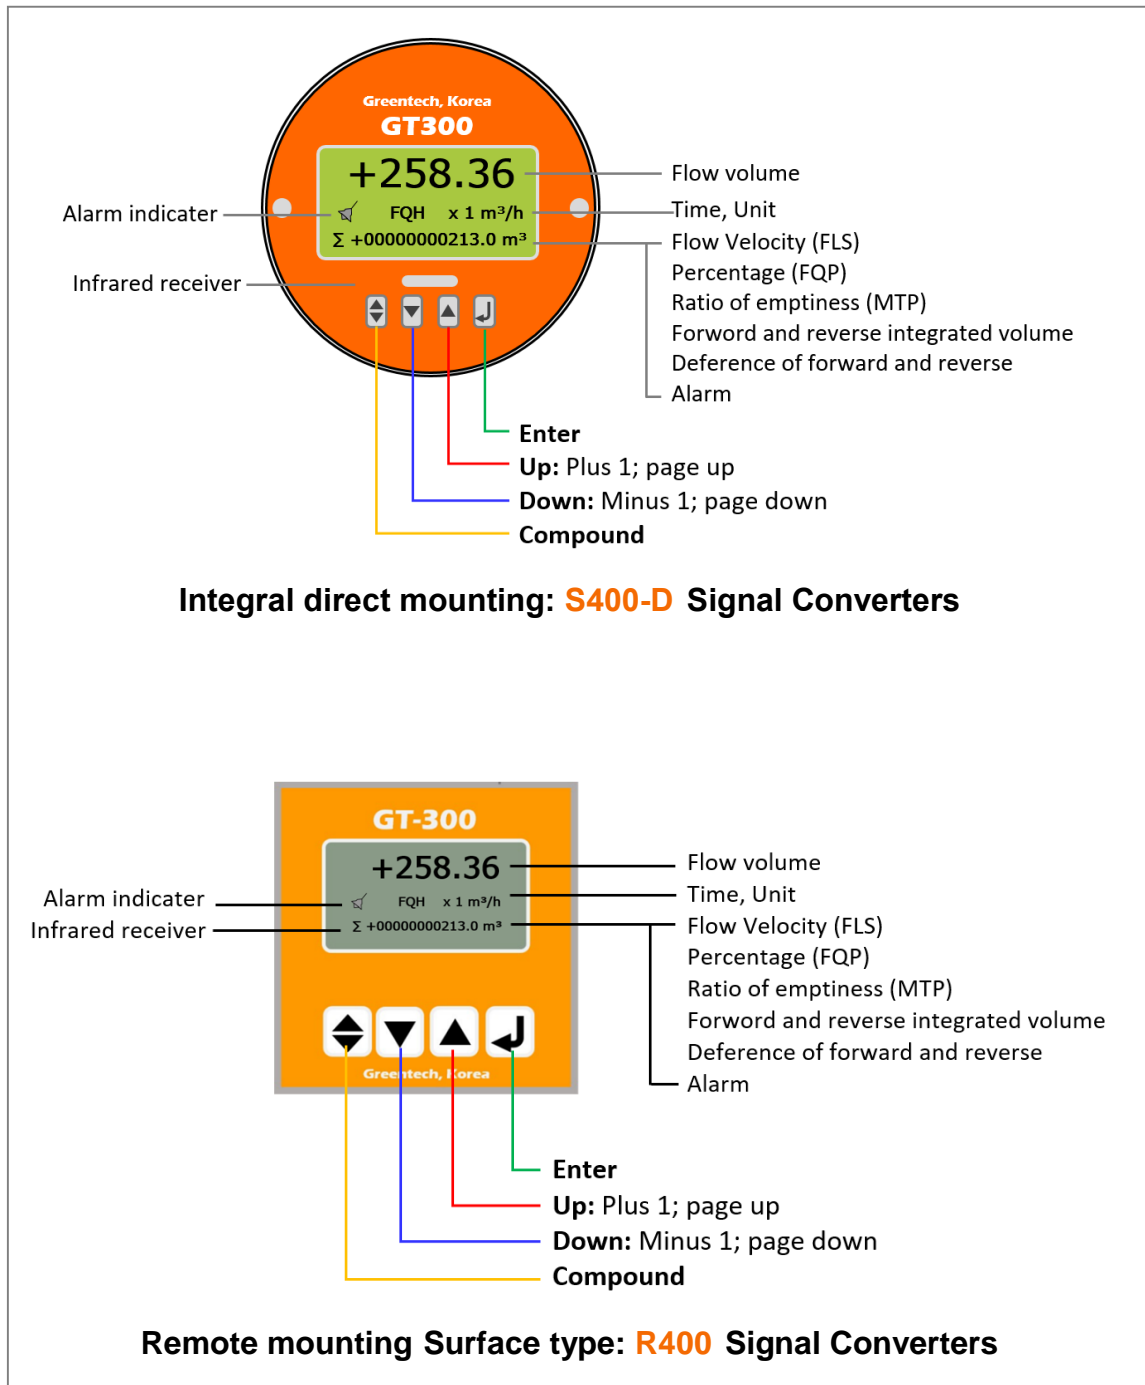 Greentech, Korea
GT300
+258.36
FQH x 1 m³/h
Σ +00000000213.0 m³
Alarm indicater
Infrared receiver
Flow volume
Time, Unit
Flow Velocity (FLS)
Percentage (FQP)
Ratio of emptiness (MTP)
Forword and reverse integrated volume
Deference of forward and reverse
Alarm
Enter
Up: Plus 1; page up
Down: Minus 1; page down
Compound
Integral direct mounting: S400-D Signal Converters
GT-300
+258.36
FQH x 1 m³/h
Σ +00000000213.0 m³
Greentech, Korea
Alarm indicater
Infrared receiver
Flow volume
Time, Unit
Flow Velocity (FLS)
Percentage (FQP)
Ratio of emptiness (MTP)
Forword and reverse integrated volume
Deference of forward and reverse
Alarm
Enter
Up: Plus 1; page up
Down: Minus 1; page down
Compound
Remote mounting Surface type: R400 Signal Converters